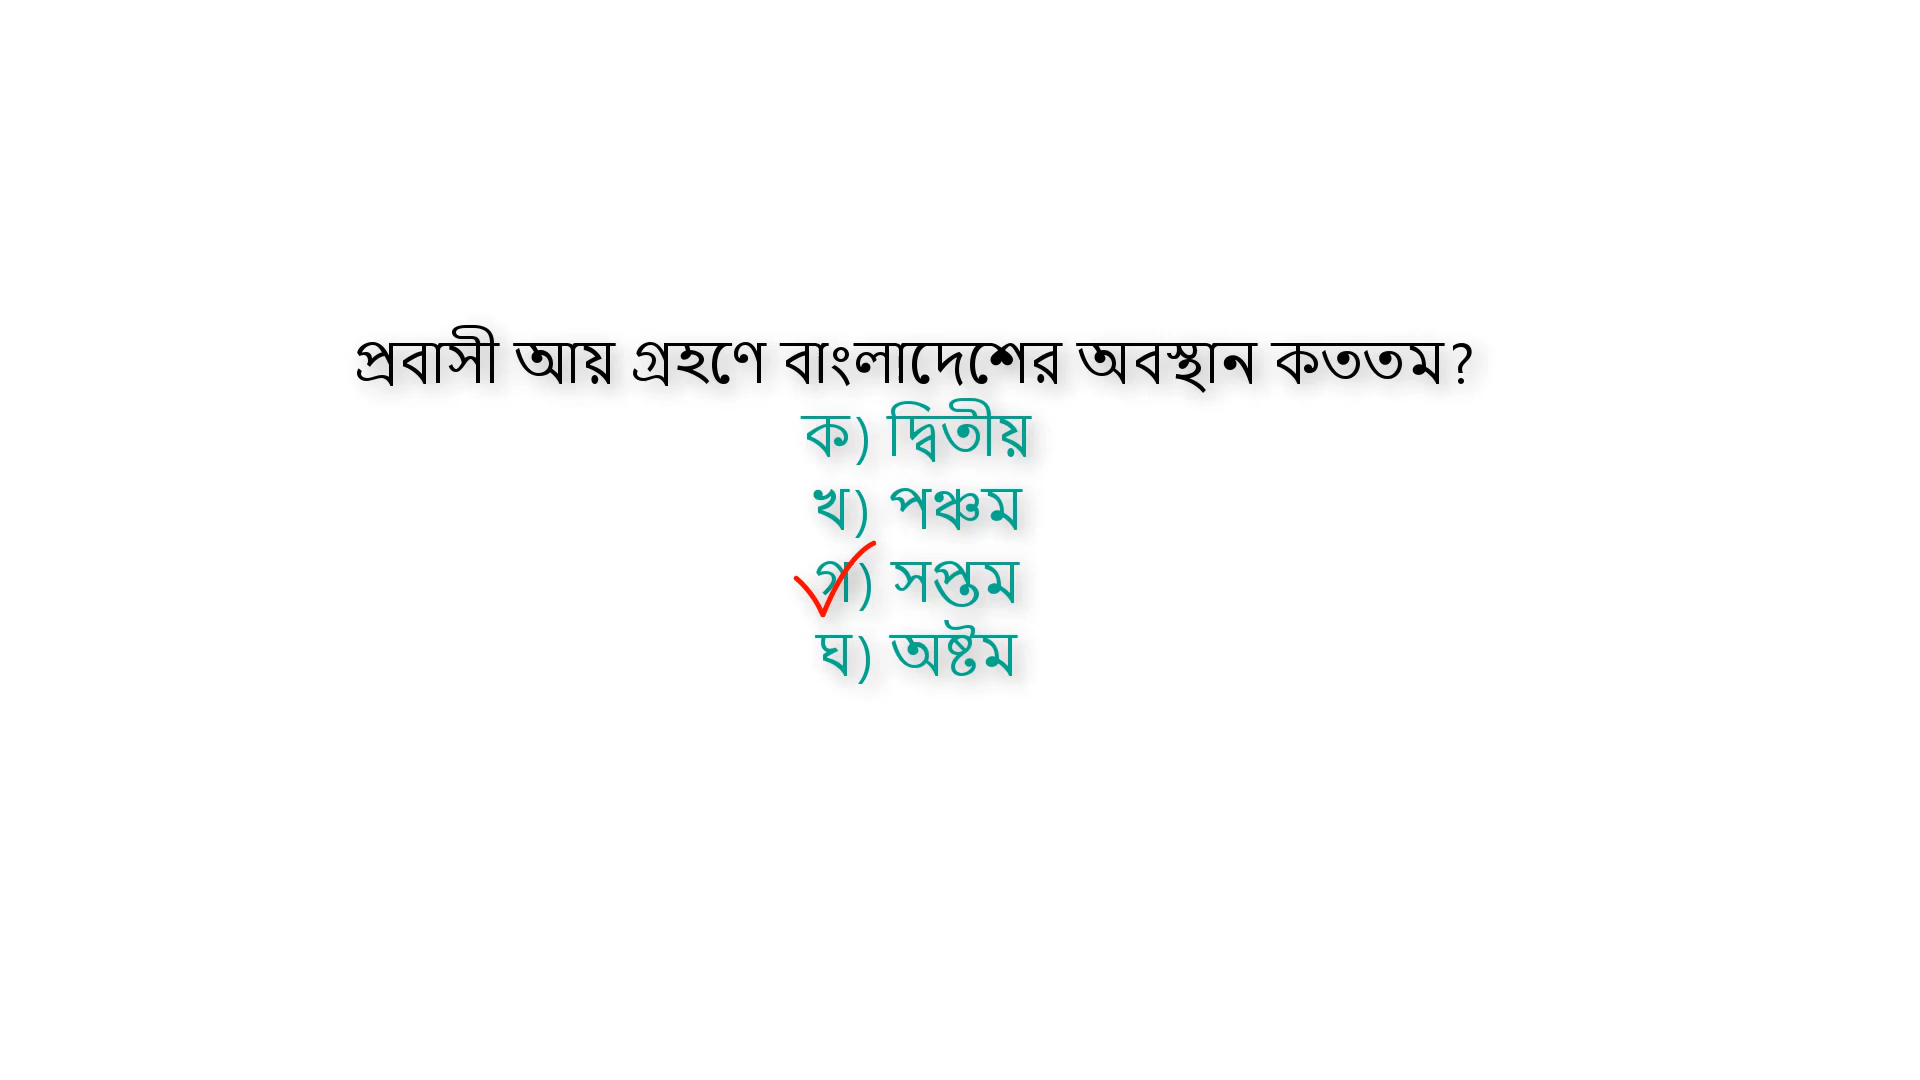 প্রবাসী আয় গ্রহণে বাংলাদেশের অবস্থান কততম?
ক) দ্বিতীয়
খ) পঞ্চম
গ) সপ্তম
ঘ) অষ্টম